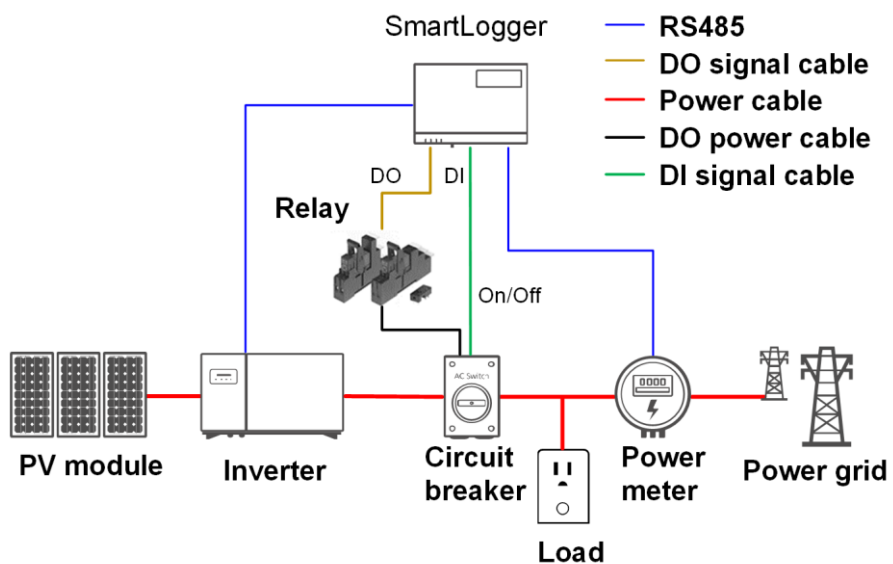 SmartLogger
RS485
DO signal cable
Power cable
DO power cable
DI signal cable
DO
DI
Relay
On/Off
AC Switch
0000
PV module
Inverter
Circuit
breaker
Power
meter
Power grid
Load